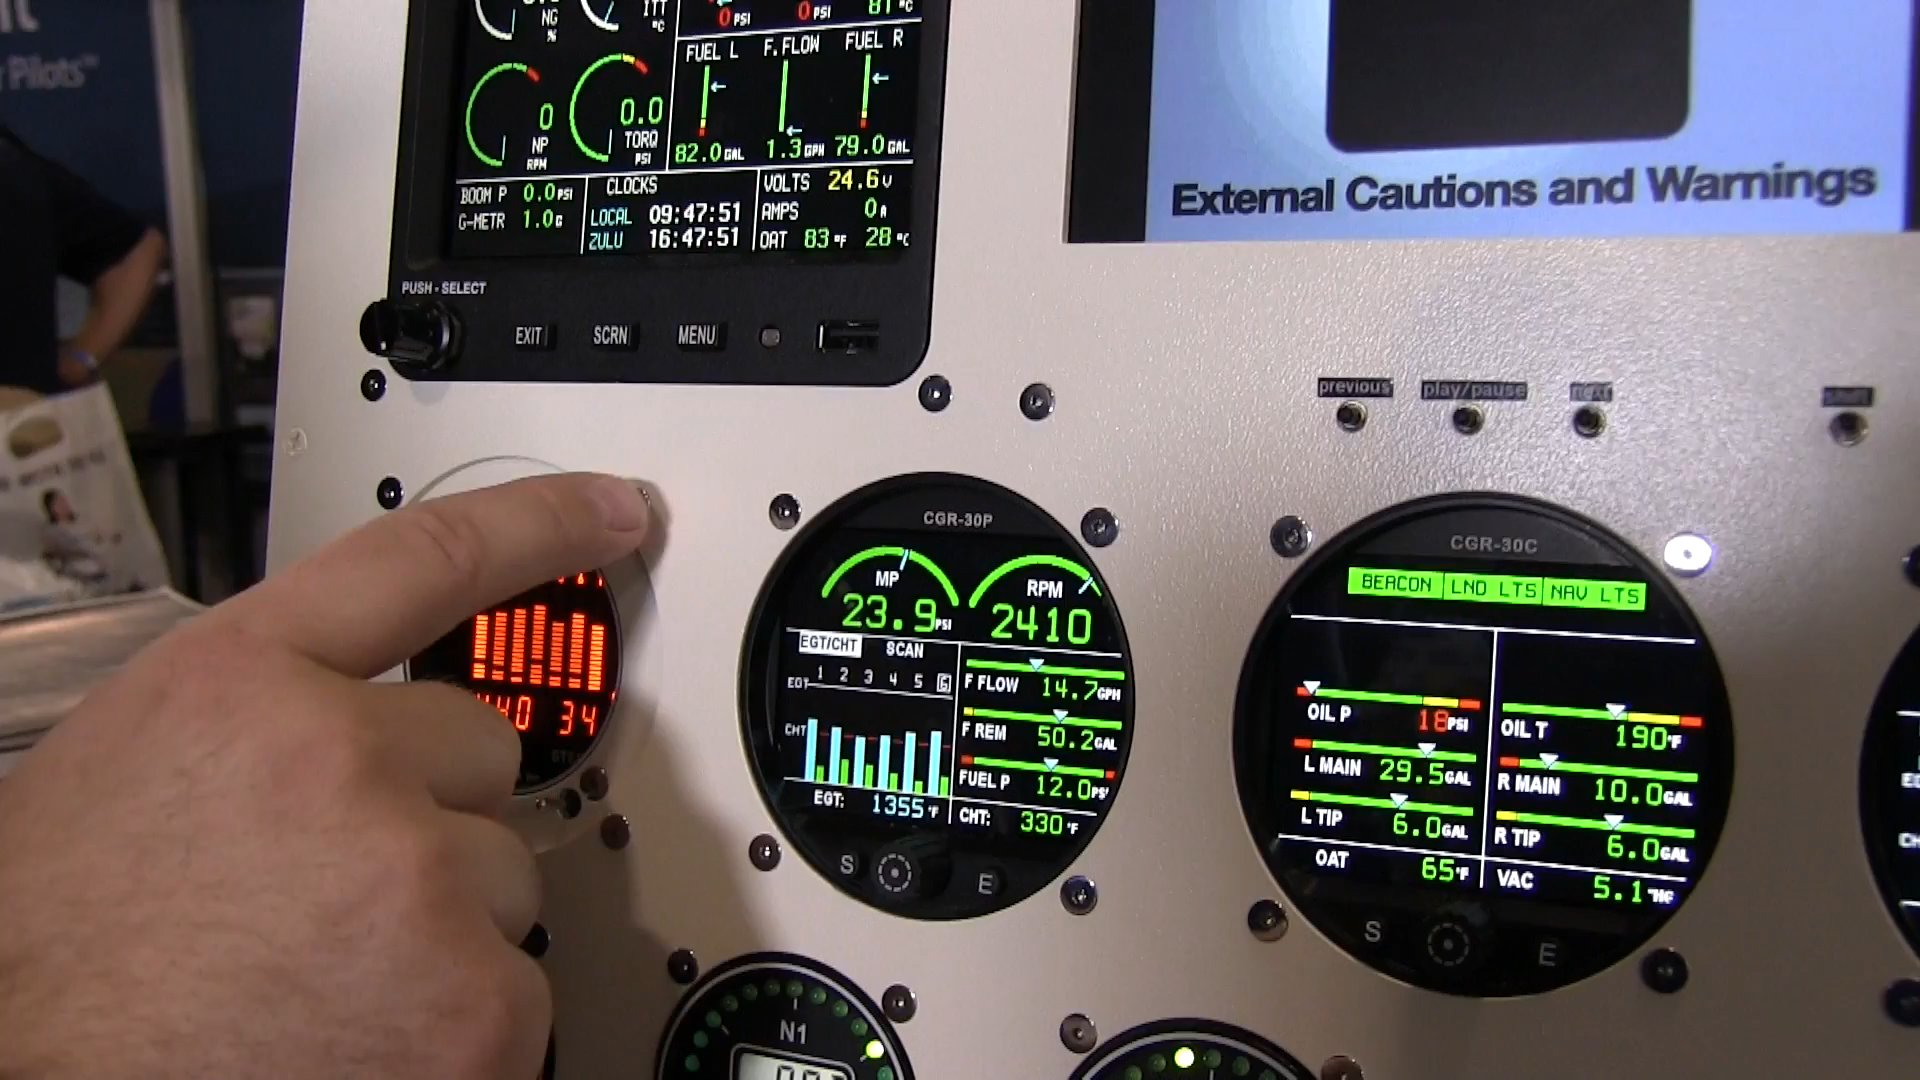 Pilots™
NG
%
ITT
°C
0 PSI
0 PSI
81 °C
FUEL L F.FLOW FUEL R
0
NP
RPM
0.0
TORQ
PSI
82.0 GAL 1.3 GPH 79.0 GAL
BOOM P 0.0 PSI
G-METR 1.0 G
CLOCKS
LOCAL 09:47:51
ZULU 16:47:51
VOLTS 24.6 V
AMPS 0 A
OAT 83 °F 28 °C
PUSH - SELECT
EXIT SCRN MENU
External Cautions and Warnings
previous play/pause next
CGR-30P
MP
23.9 PSI
RPM
2410
EGT/CHT SCAN
EGT 1 2 3 4 5 6
CHT
F FLOW 14.7 GPH
F REM 50.2 GAL
FUEL P 12.0
EGT: 1355 °F
CHT: 330 °F
S E
CGR-30C
BEACON LND LTS NAV LTS
OIL P 18 PSI
OIL T 190 °F
L MAIN 29.5 GAL
R MAIN 10.0 GAL
L TIP 6.0 GAL
R TIP 6.0 GAL
OAT 65 °F
VAC 5.1 "HG
S E
34
N1